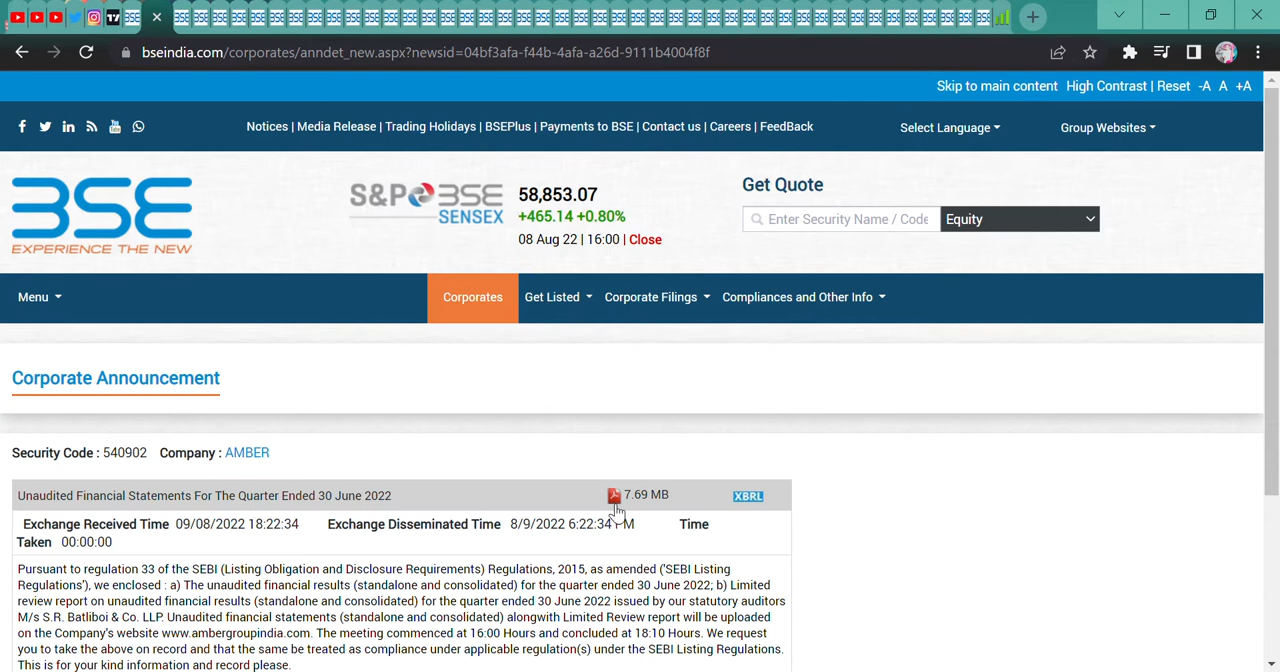 bseindia.com/corporates/anndet_new.aspx?newsid=04bf3afa-f44b-4afa-a26d-9111b4004f8f
Skip to main content High Contrast | Reset -A A +A
Notices | Media Release | Trading Holidays | BSEPlus | Payments to BSE | Contact us | Careers | FeedBack Select Language Group Websites
BSE
EXPERIENCE THE NEW
S&P BSE
SENSEX
58,853.07
+465.14 +0.80%
08 Aug 22 | 16:00 | Close
Get Quote
Enter Security Name / Code Equity
Menu Corporates Get Listed Corporate Filings Compliances and Other Info
Corporate Announcement
Security Code : 540902 Company : AMBER
Unaudited Financial Statements For The Quarter Ended 30 June 2022 7.69 MB XBRL
Exchange Received Time 09/08/2022 18:22:34 Exchange Disseminated Time 8/9/2022 6:22:34 PM Time
Taken 00:00:00
Pursuant to regulation 33 of the SEBI (Listing Obligation and Disclosure Requirements) Regulations, 2015, as amended ('SEBI Listing
Regulations'), we enclosed : a) The unaudited financial results (standalone and consolidated) for the quarter ended 30 June 2022; b) Limited
review report on unaudited financial results (standalone and consolidated) for the quarter ended 30 June 2022 issued by our statutory auditors
M/s S.R. Batliboi & Co. LLP. Unaudited financial statements (standalone and consolidated) alongwith Limited Review report will be uploaded
on the Company's website www.ambergroupindia.com. The meeting commenced at 16:00 Hours and concluded at 18:10 Hours. We request
you to take the above on record and that the same be treated as compliance under applicable regulation(s) under the SEBI Listing Regulations.
This is for your kind information and record please.